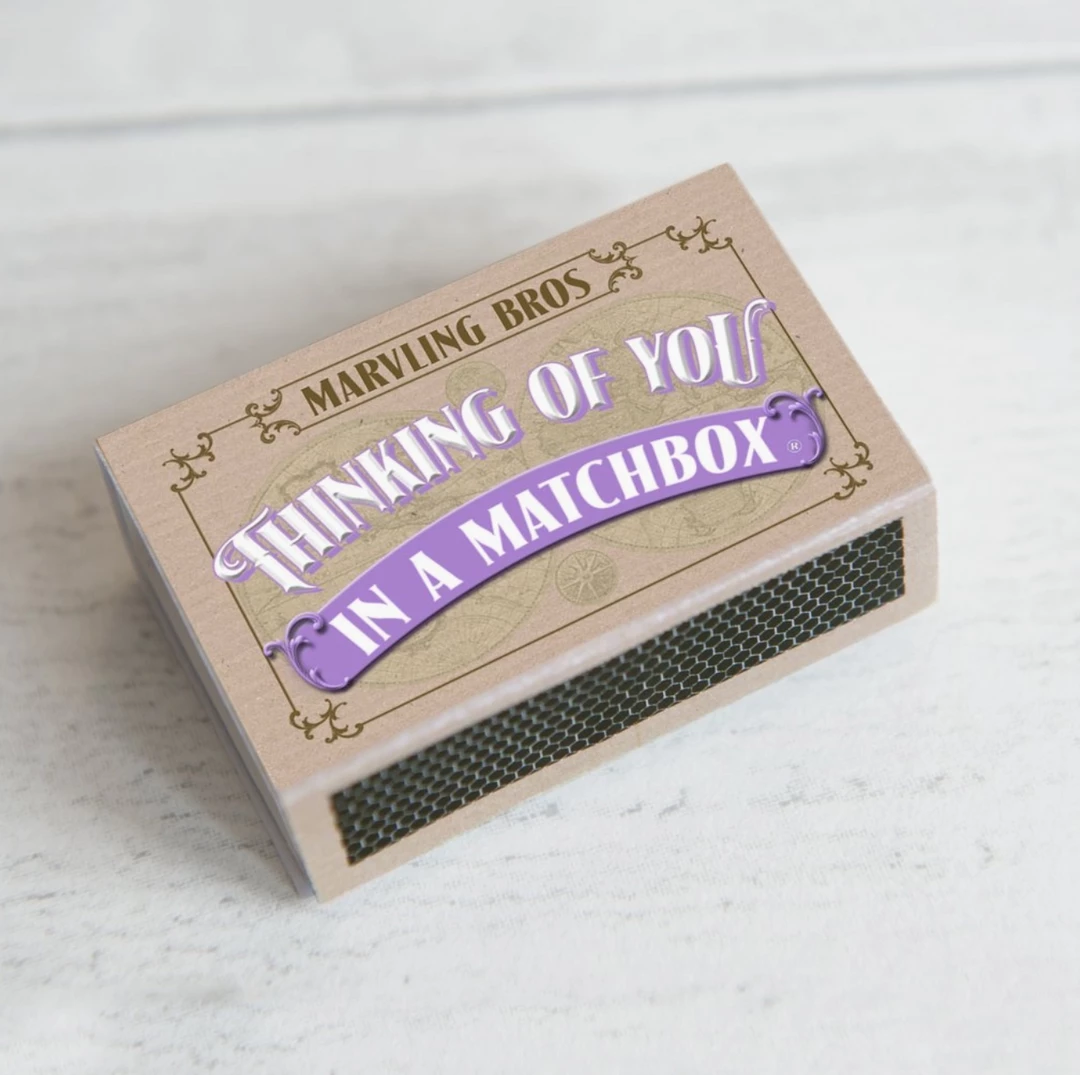 MARVLING BROS
THINKING OF YOU
IN A MATCHBOX ®